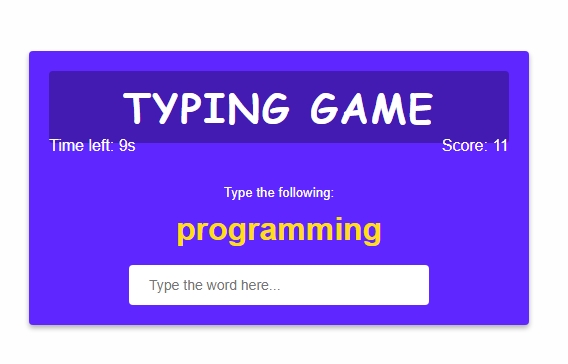 TYPING GAME
Time left: 9s Score: 11
Type the following:
programming
Type the word here...